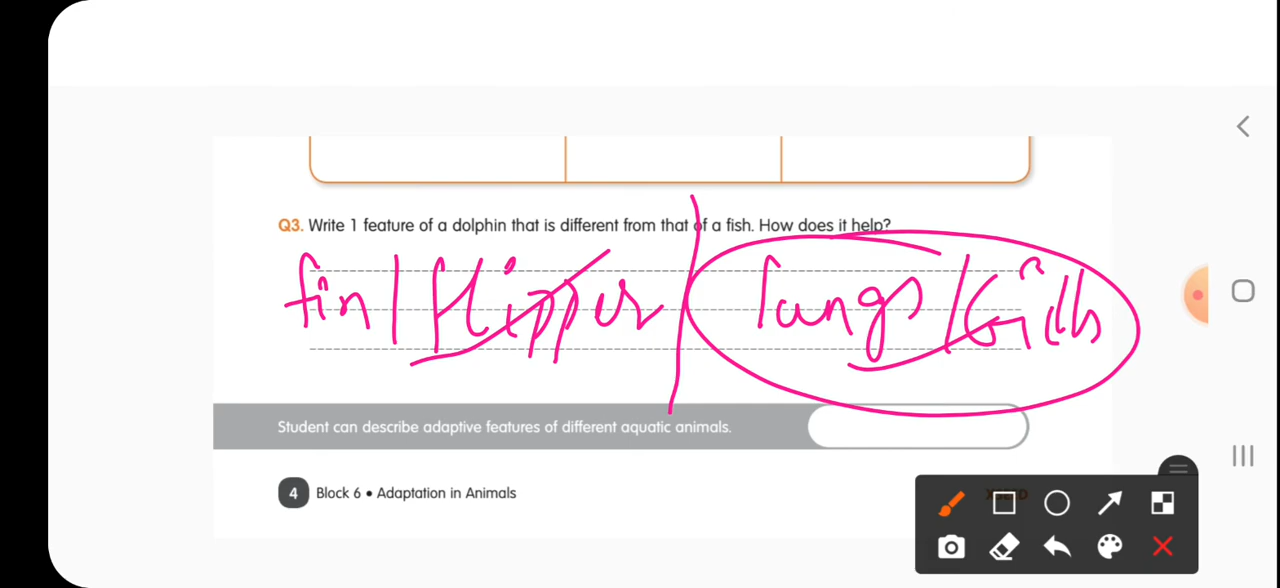 Q3. Write 1 feature of a dolphin that is different from that of a fish. How does it help?
fin | flipper | lungs / Gills
Student can describe adaptive features of different aquatic animals.
4 Block 6 • Adaptation in Animals